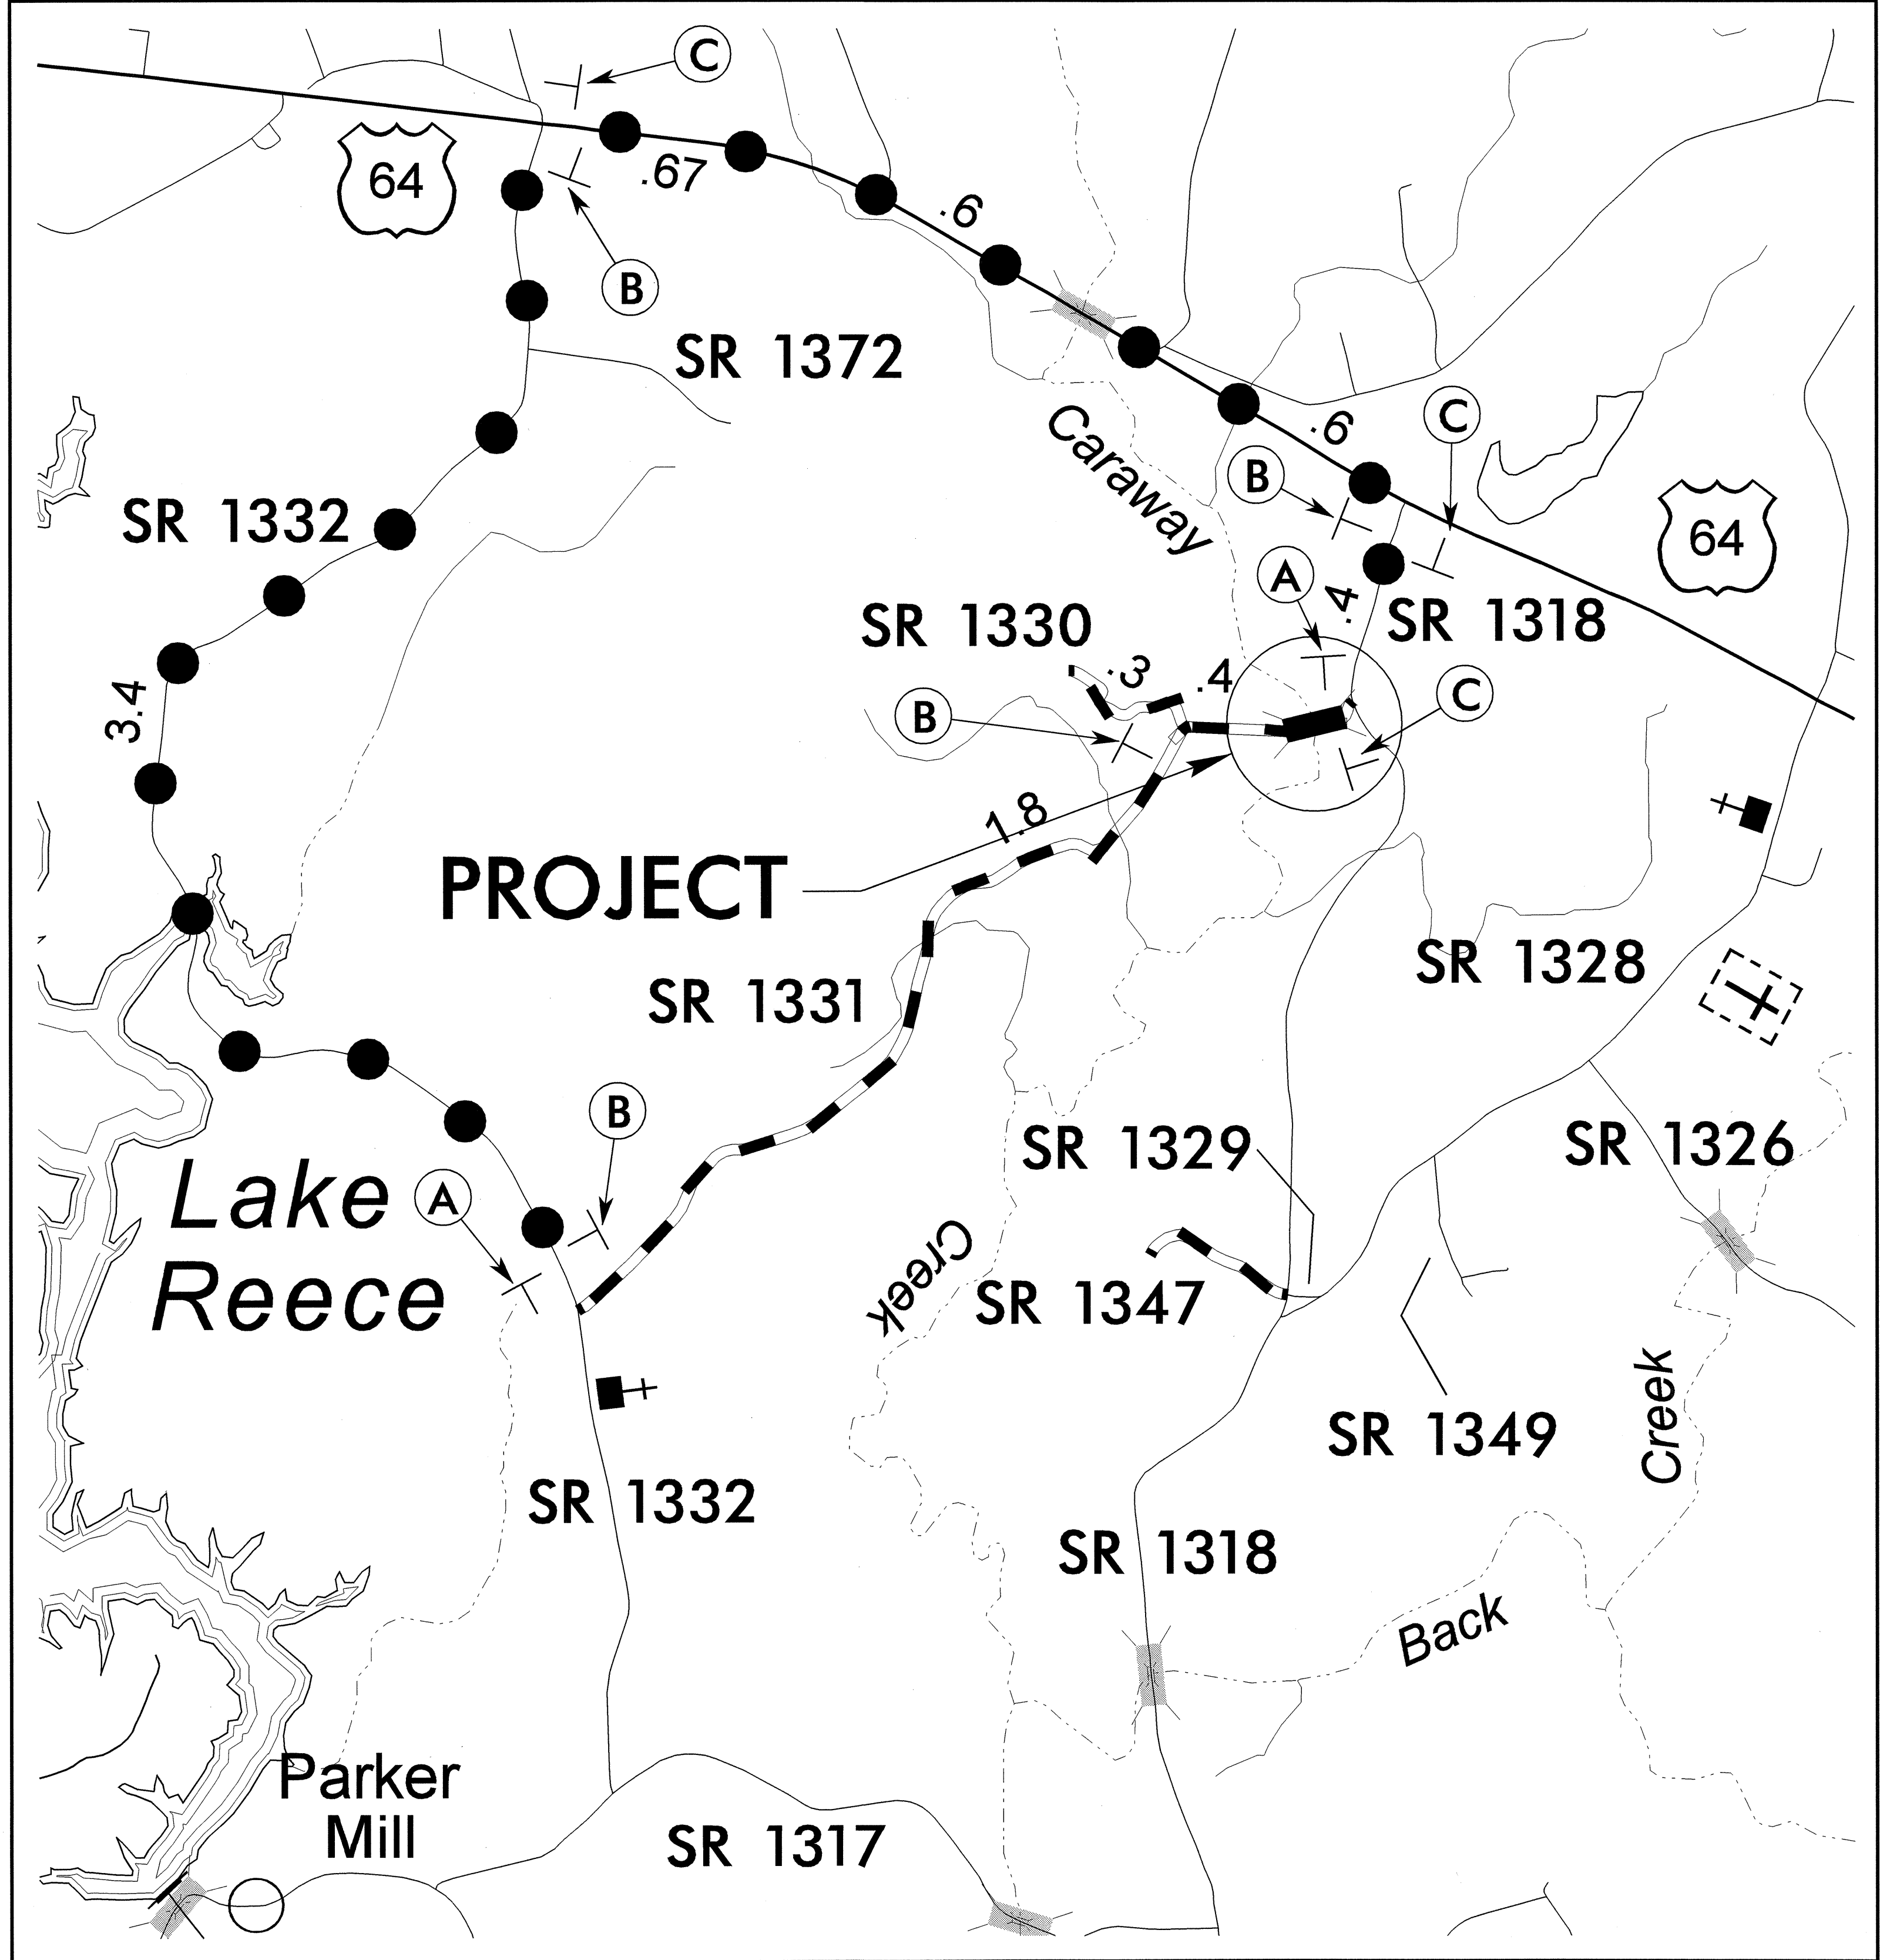 C
64
.67
.6
B
SR 1372
C
.6
Caraway
B
SR 1332
64
A
.4
SR 1330
SR 1318
.3
.4
3.4
B
C
1.8
PROJECT
SR 1331
SR 1328
B
SR 1329
SR 1326
Lake
Reece
A
Creek
SR 1347
SR 1349
Creek
SR 1332
SR 1318
Back
Parker
Mill
SR 1317